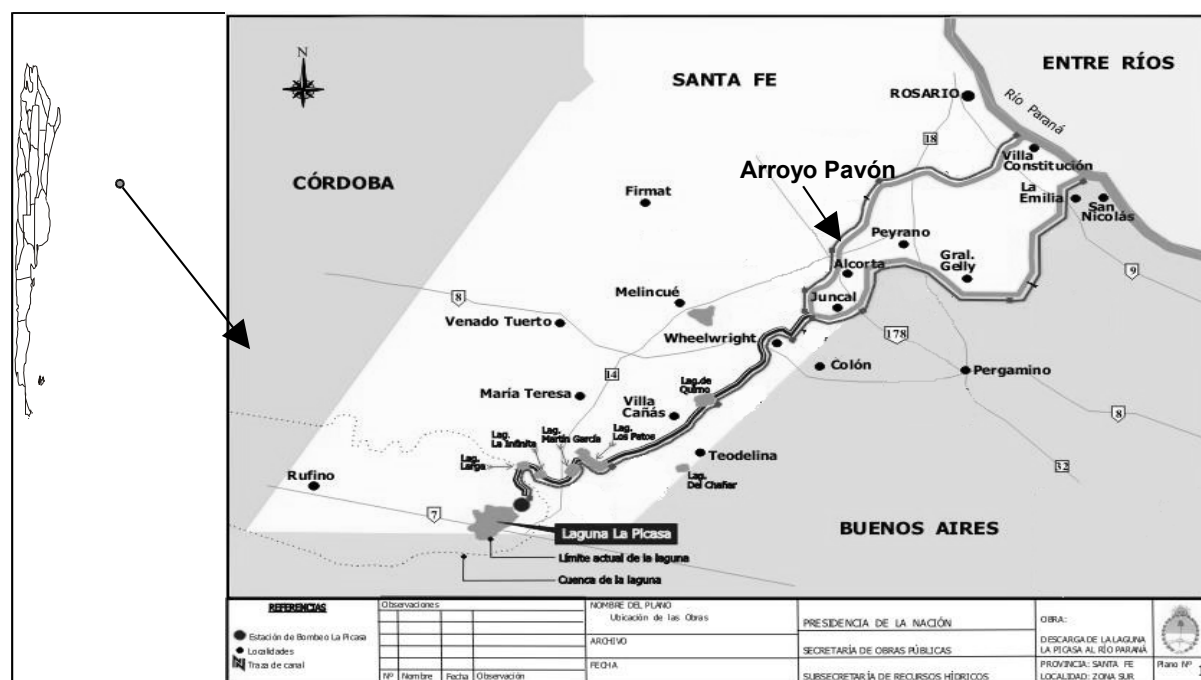 N
SANTA FE
ENTRE RÍOS
ROSARIO
Río Paraná
18
Villa
Constitución
Arroyo Pavón
CÓRDOBA
La
Emilia
San
Nicolás
Firmat
Peyrano
Gral.
Gelly
Alcorta
9
Melincué
8
Juncal
Venado Tuerto
Wheelwright
178
Colón
Pergamino
14
Lag. de
Quirno
María Teresa
Villa
Cañás
8
Lag.
La Infinita
Lag.
Martín García
Lag.
Los Patos
Lag.
Larga
Teodelina
32
Rufino
Lag.
Del Chañar
7
BUENOS AIRES
Laguna La Picasa
Límite actual de la laguna
Cuenca de la laguna
REFERENCIAS
Estación de Bombeo La Picasa
Localidades
Traza de canal
Observaciones
Nº Nombre Fecha Observación
NOMBRE DEL PLANO
Ubicación de las Obras
ARCHIVO
FECHA
PRESIDENCIA DE LA NACIÓN
SECRETARÍA DE OBRAS PÚBLICAS
SUBSECRETARÍA DE RECURSOS HÍDRICOS
OBRA:
DESCARGA DE LA LAGUNA
LA PICASA AL RÍO PARANÁ
PROVINCIA: SANTA FE
LOCALIDAD: ZONA SUR
Plano Nº 1